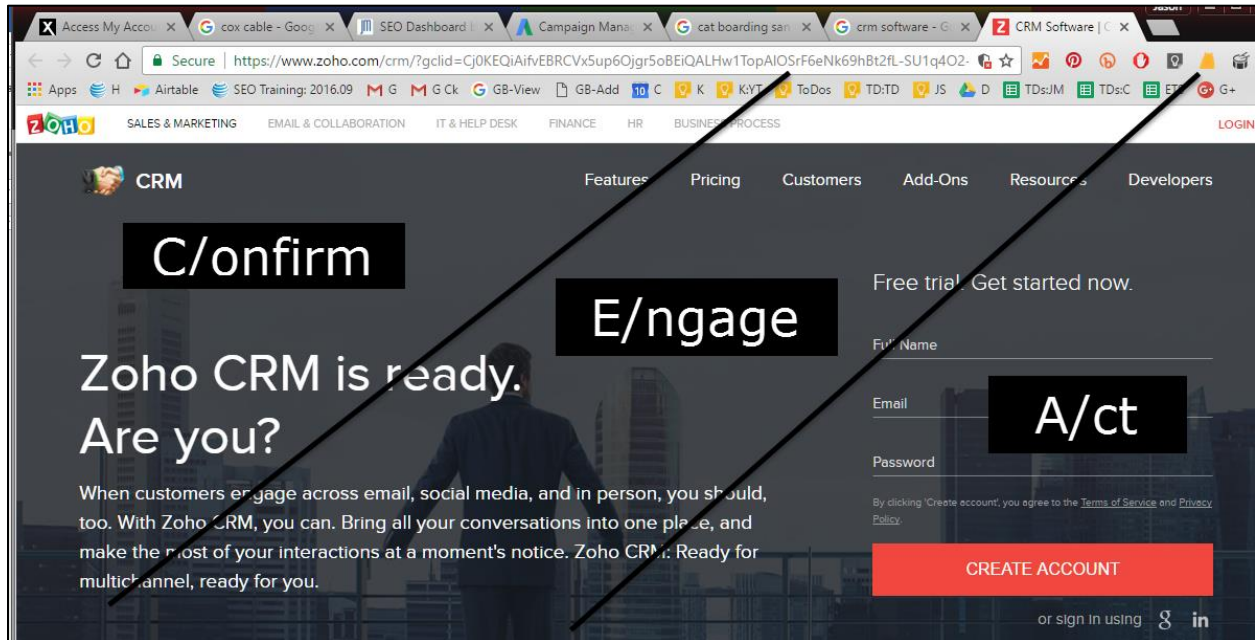 Access My Accou
cox cable - Goog
SEO Dashboard
Campaign Mana
cat boarding san
crm software - G
CRM Software | C
Jason
Secure | https://www.zoho.com/crm/?gclid=Cj0KEQiAifvEBRCVx5up6Ojgr5oBEiQALHw1TopAIOSrF6eNk69hBt2fL-SU1q4O2-
Apps H Airtable SEO Training: 2016.09 M G M G Ck GB-View GB-Add C K K:YT ToDos TD:TD JS D TDs:JM TDs:C G+
ZOHO SALES & MARKETING EMAIL & COLLABORATION IT & HELP DESK FINANCE HR BUSINESS PROCESS LOGIN
CRM Features Pricing Customers Add-Ons Resources Developers
C/onfirm
E/ngage
A/ct
Zoho CRM is ready.
Are you?
When customers engage across email, social media, and in person, you should,
too. With Zoho CRM, you can. Bring all your conversations into one place, and
make the most of your interactions at a moment's notice. Zoho CRM: Ready for
multichannel, ready for you.
Free trial. Get started now.
Full Name
Email
Password
By clicking 'Create account', you agree to the Terms of Service and Privacy
Policy.
CREATE ACCOUNT
or sign in using g in